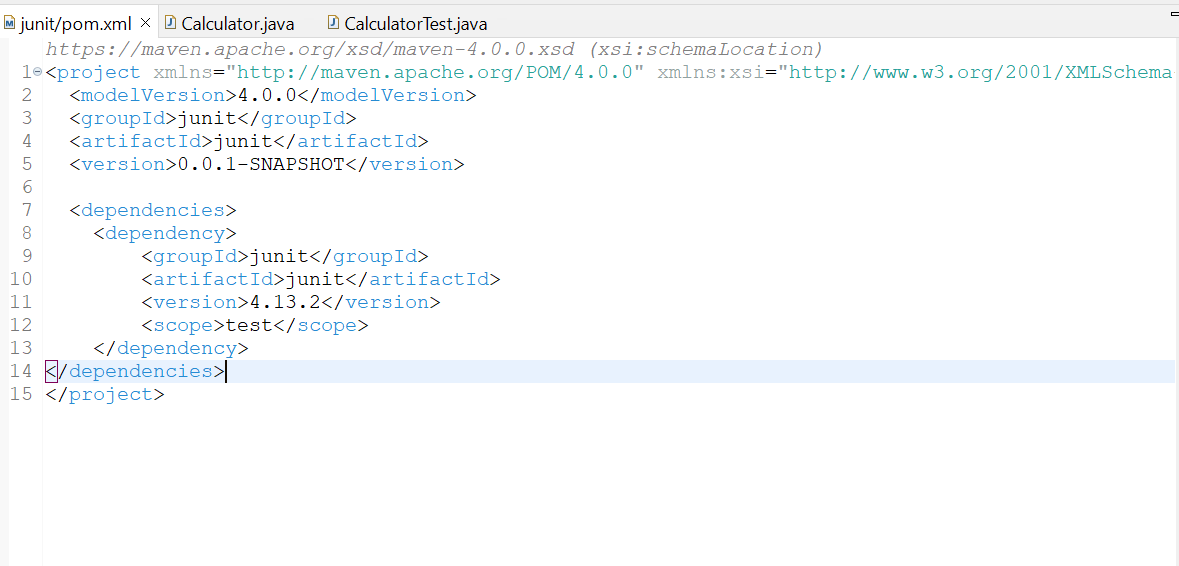 junit/pom.xml Calculator.java CalculatorTest.java
https://maven.apache.org/xsd/maven-4.0.0.xsd (xsi:schemaLocation)
1 <project xmlns="http://maven.apache.org/POM/4.0.0" xmlns:xsi="http://www.w3.org/2001/XMLSchema
2   <modelVersion>4.0.0</modelVersion>
3   <groupId>junit</groupId>
4   <artifactId>junit</artifactId>
5   <version>0.0.1-SNAPSHOT</version>
6
7   <dependencies>
8     <dependency>
9         <groupId>junit</groupId>
10         <artifactId>junit</artifactId>
11         <version>4.13.2</version>
12         <scope>test</scope>
13     </dependency>
14 </dependencies>
15 </project>